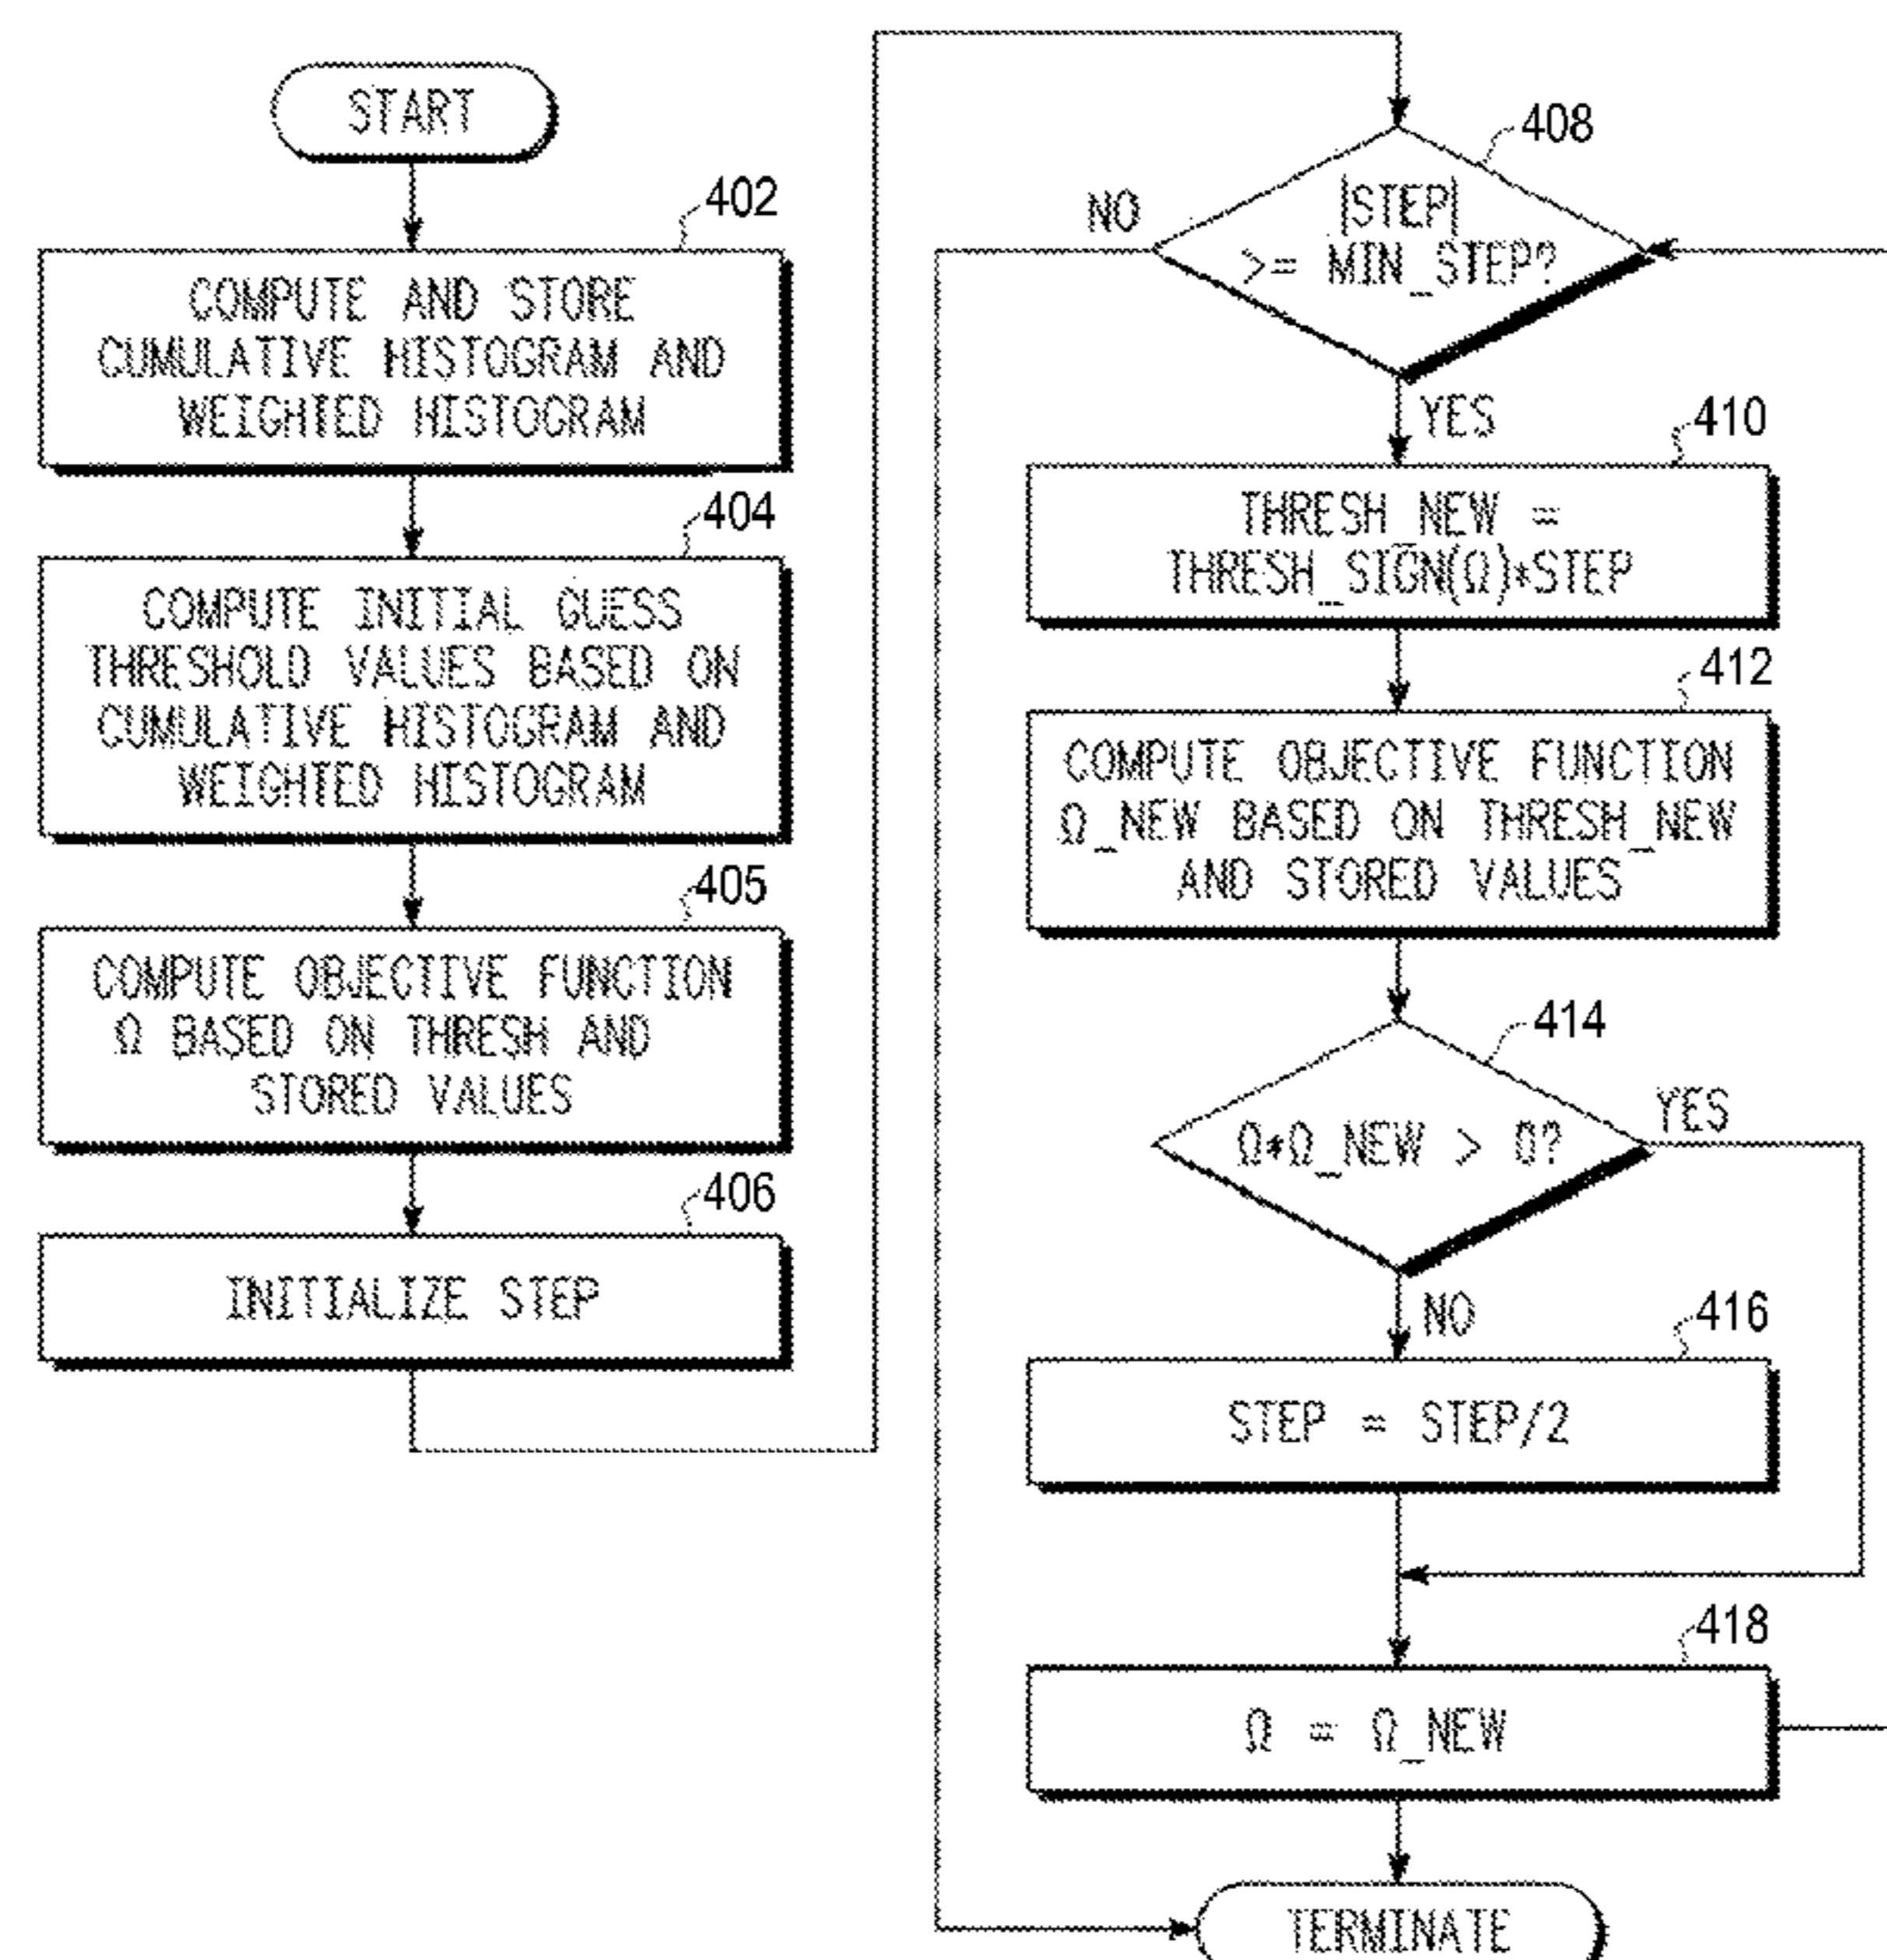 START
402
COMPUTE AND STORE
CUMULATIVE HISTOGRAM AND
WEIGHTED HISTOGRAM
404
COMPUTE INITIAL GUESS
THRESHOLD VALUES BASED ON
CUMULATIVE HISTOGRAM AND
WEIGHTED HISTOGRAM
405
COMPUTE OBJECTIVE FUNCTION
Ω BASED ON THRESH AND
STORED VALUES
406
INITIALIZE STEP
408
|STEP|
>= MIN_STEP?
NO
YES
410
THRESH_NEW =
THRESH_SIGN(Ω)*STEP
412
COMPUTE OBJECTIVE FUNCTION
Ω_NEW BASED ON THRESH_NEW
AND STORED VALUES
414
Ω*Ω_NEW > 0?
YES
NO
416
STEP = STEP/2
418
Ω = Ω_NEW
TERMINATE